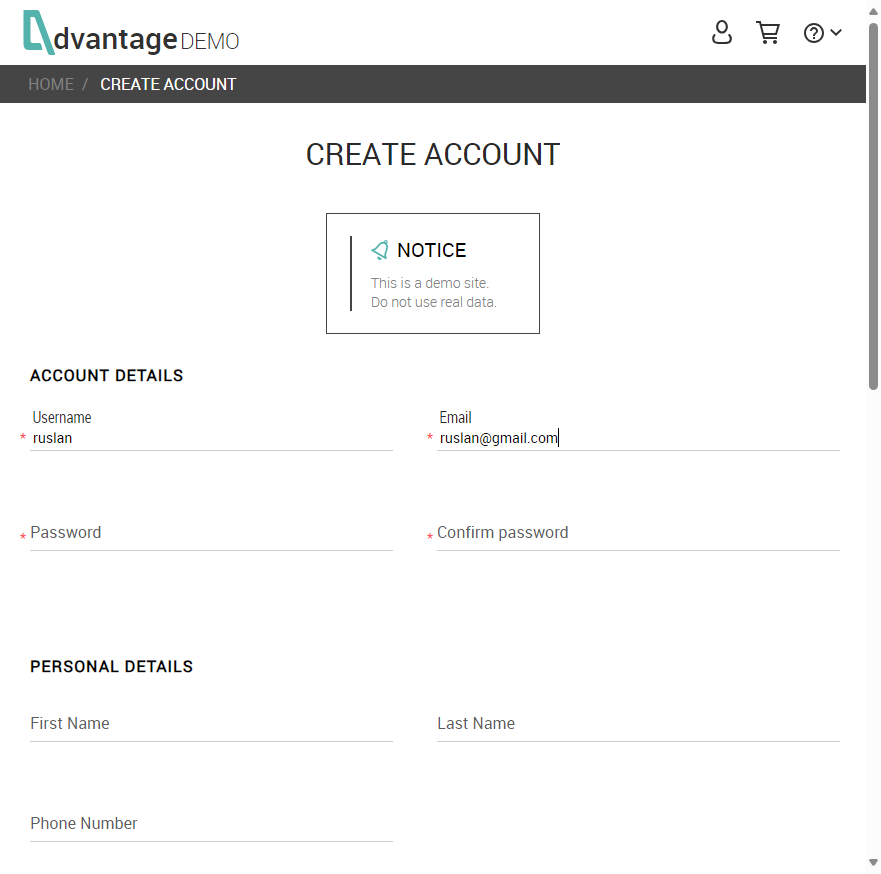 dvantage DEMO
HOME / CREATE ACCOUNT
CREATE ACCOUNT
NOTICE
This is a demo site.
Do not use real data.
ACCOUNT DETAILS
Username Email
* ruslan * ruslan@gmail.com
* Password * Confirm password
PERSONAL DETAILS
First Name Last Name
Phone Number